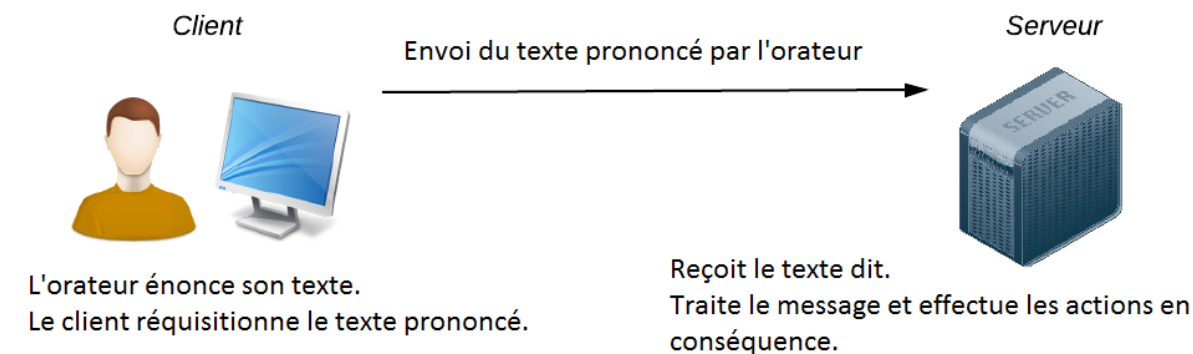 Client
Envoi du texte prononcé par l'orateur
Serveur
SERVER
L'orateur énonce son texte.
Le client réquisitionne le texte prononcé.
Reçoit le texte dit.
Traite le message et effectue les actions en
conséquence.